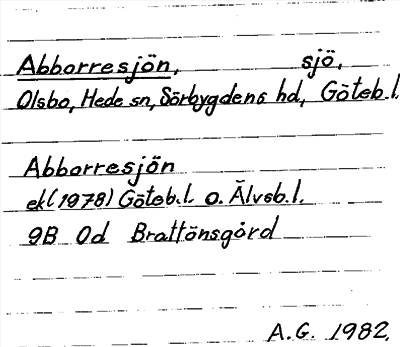 Abborresjön, sjö,
Olsbo, Hede sn, Sörbygdens hd, Göteb.l.
Abborresjön
ek(1978) Göteb.l. o. Älvsb.l.
9B 0d Brattönsgård
A.G. 1982.